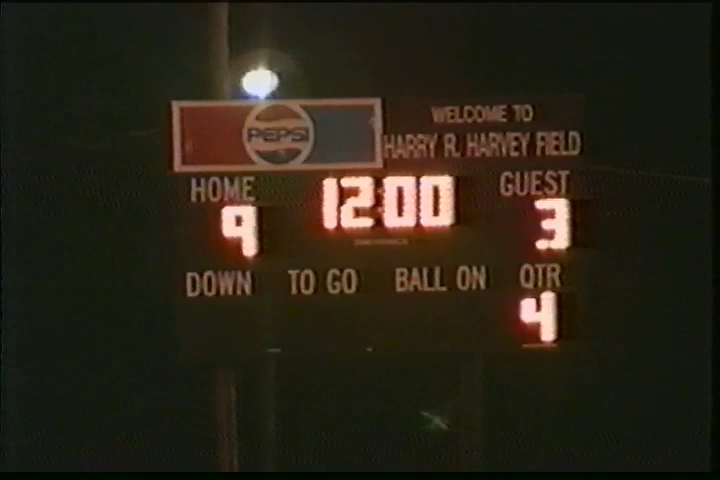 PEPSI
WELCOME TO
HARRY R. HARVEY FIELD
HOME 12:00 GUEST
9 3
DOWN TO GO BALL ON QTR
4